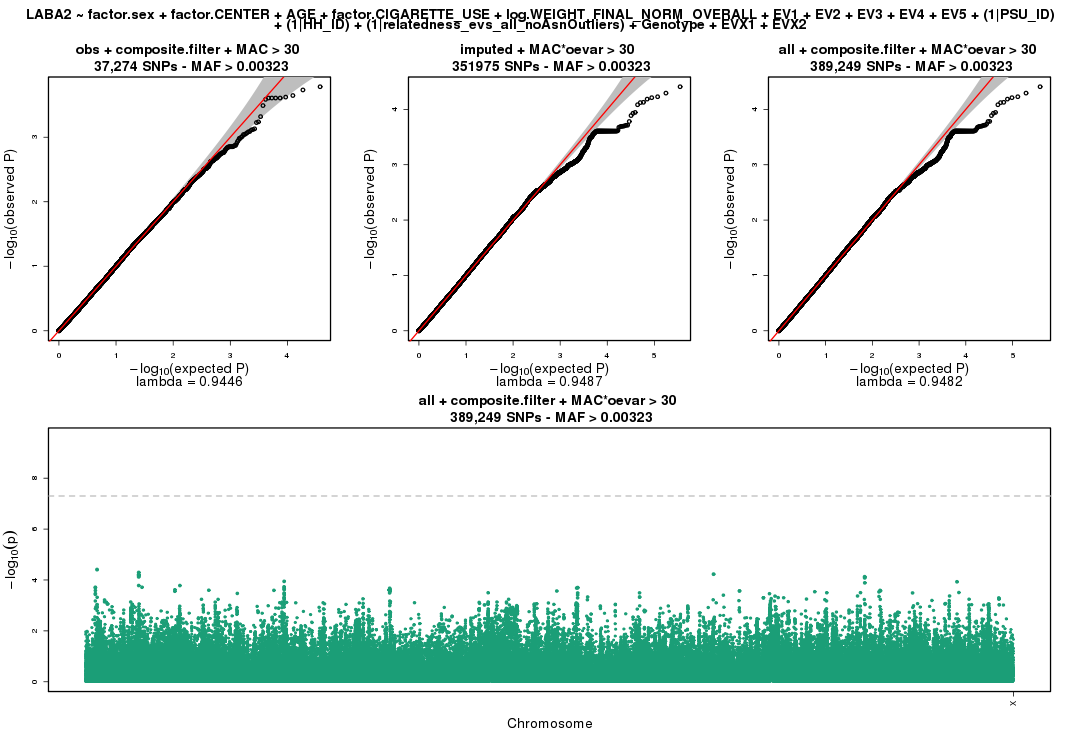 LABA2 ~ factor.sex + factor.CENTER + AGE + factor.CIGARETTE_USE + log.WEIGHT_FINAL_NORM_OVERALL + EV1 + EV2 + EV3 + EV4 + EV5 + (1|PSU_ID)
+ (1|HH_ID) + (1|relatedness_evs_all_noAsnOutliers) + Genotype + EVX1 + EVX2
obs + composite.filter + MAC > 30
37,274 SNPs - MAF > 0.00323
−log10(observed P)
0
1
2
3
0 1 2 3 4
−log10(expected P)
lambda = 0.9446
imputed + MAC*oevar > 30
351975 SNPs - MAF > 0.00323
−log10(observed P)
0
1
2
3
4
0 1 2 3 4 5
−log10(expected P)
lambda = 0.9487
all + composite.filter + MAC*oevar > 30
389,249 SNPs - MAF > 0.00323
−log10(observed P)
0
1
2
3
4
0 1 2 3 4 5
−log10(expected P)
lambda = 0.9482
all + composite.filter + MAC*oevar > 30
389,249 SNPs - MAF > 0.00323
−log10(p)
0
2
4
6
8
X
Chromosome